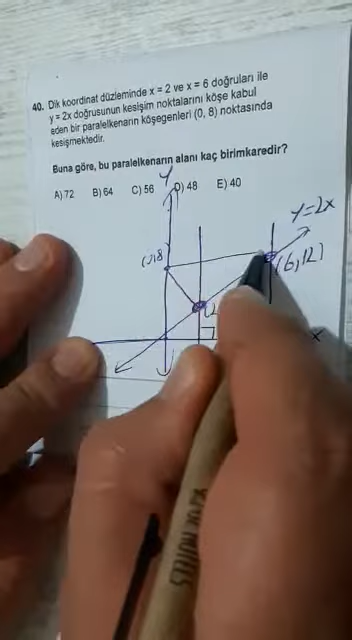 40. Dik koordinat düzleminde x = 2 ve x = 6 doğruları ile
y = 2x doğrusunun kesişim noktalarını köşe kabul
eden bir paralelkenarın köşegenleri (0, 8) noktasında
kesişmektedir.
Buna göre, bu paralelkenarın alanı kaç birimkaredir?
A) 72 B) 64 C) 56 D) 48 E) 40
y
y=2x
(0,8)
(6,12)
x
NOTES